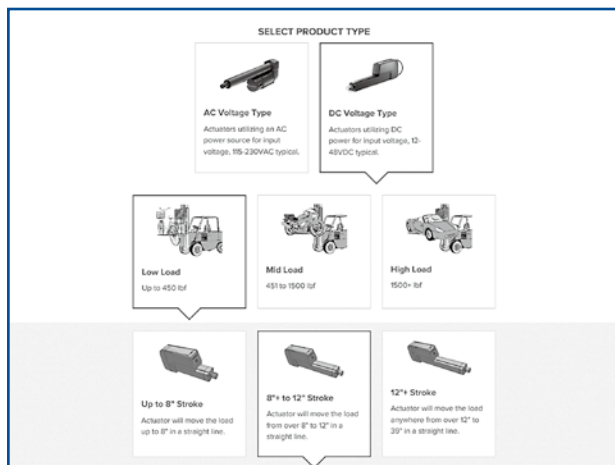 SELECT PRODUCT TYPE
AC Voltage Type
Actuators utilizing an AC
power source for input
voltage, 115-230VAC typical.
DC Voltage Type
Actuators utilizing DC
power for input voltage, 12-
48VDC typical.
Low Load
Up to 450 lbf
Mid Load
451 to 1500 lbf
High Load
1500+ lbf
Up to 8" Stroke
Actuator will move the load
up to 8" in a straight line.
8"+ to 12" Stroke
Actuator will move the load
from over 8" to 12" in a
straight line.
12"+ Stroke
Actuator will move the load
anywhere from over 12" to
39" in a straight line.